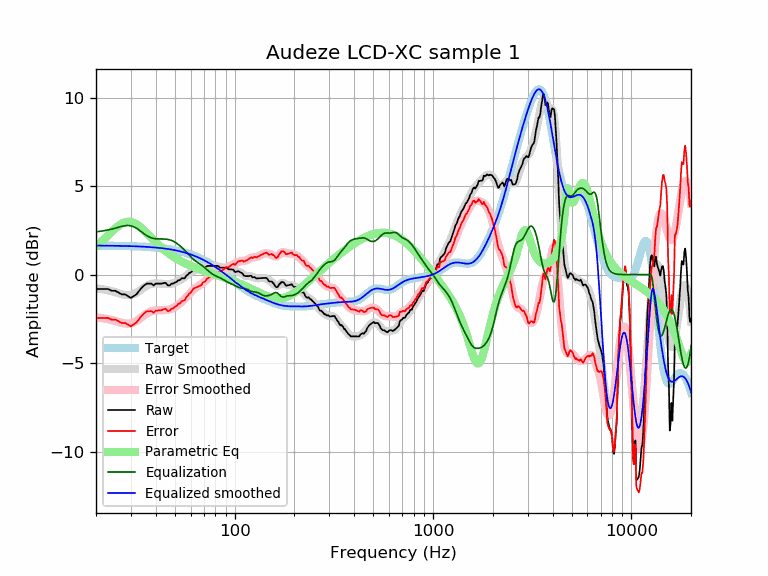 Audeze LCD-XC sample 1
Amplitude (dBr)
10
5
0
−5
−10
Target
Raw Smoothed
Error Smoothed
Raw
Error
Parametric Eq
Equalization
Equalized smoothed
100
1000
10000
Frequency (Hz)